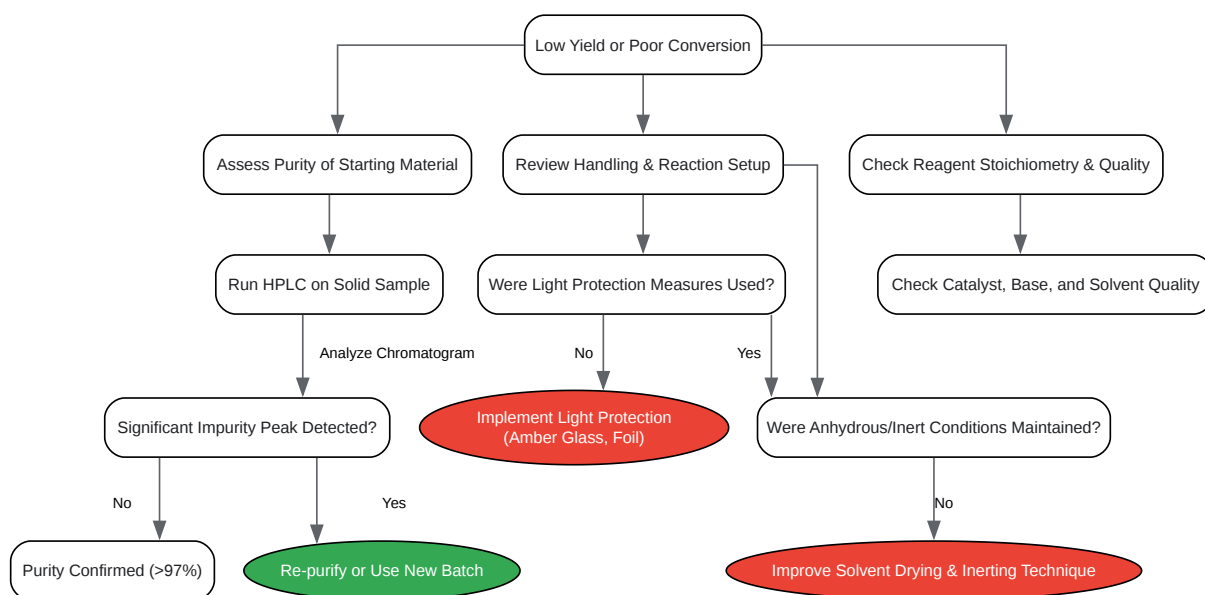 Low Yield or Poor Conversion
Assess Purity of Starting Material
Review Handling & Reaction Setup
Check Reagent Stoichiometry & Quality
Run HPLC on Solid Sample
Were Light Protection Measures Used?
Check Catalyst, Base, and Solvent Quality
Analyze Chromatogram
No
Yes
Significant Impurity Peak Detected?
Implement Light Protection
(Amber Glass, Foil)
Were Anhydrous/Inert Conditions Maintained?
No
Yes
No
Purity Confirmed (>97%)
Re-purify or Use New Batch
Improve Solvent Drying & Inerting Technique